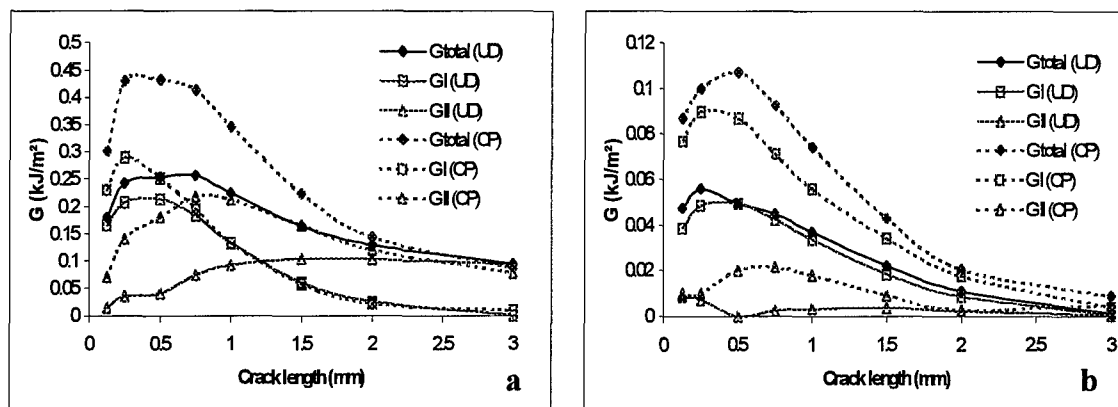 0.5
0.45
0.4
0.35
0.3
0.25
0.2
0.15
0.1
0.05
0
G (kJ/m²)
0 0.5 1 1.5 2 2.5 3
Crack length (mm)
Gtotal (UD)
GI (UD)
GII (UD)
Gtotal (CP)
GI (CP)
GII (CP)
a
0.12
0.1
0.08
0.06
0.04
0.02
0
G (kJ/m²)
0 0.5 1 1.5 2 2.5 3
Crack length (mm)
Gtotal (UD)
GI (UD)
GII (UD)
Gtotal (CP)
GI (CP)
GII (CP)
b